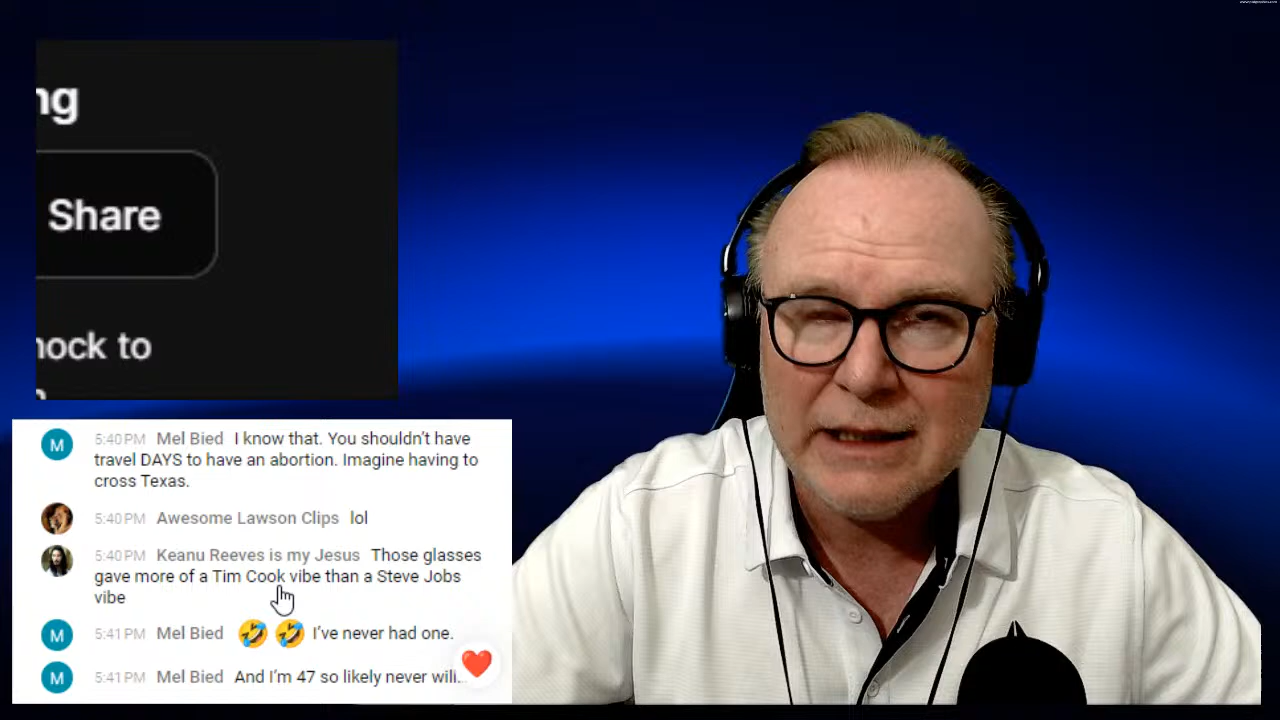 ng
Share
nock to
5:40 PM Mel Bied I know that. You shouldn't have
travel DAYS to have an abortion. Imagine having to
cross Texas.
5:40 PM Awesome Lawson Clips lol
5:40 PM Keanu Reeves is my Jesus Those glasses
gave more of a Tim Cook vibe than a Steve Jobs
vibe
M 5:41 PM Mel Bied 🤣 🤣 I've never had one.
M 5:41 PM Mel Bied And I'm 47 so likely never will..